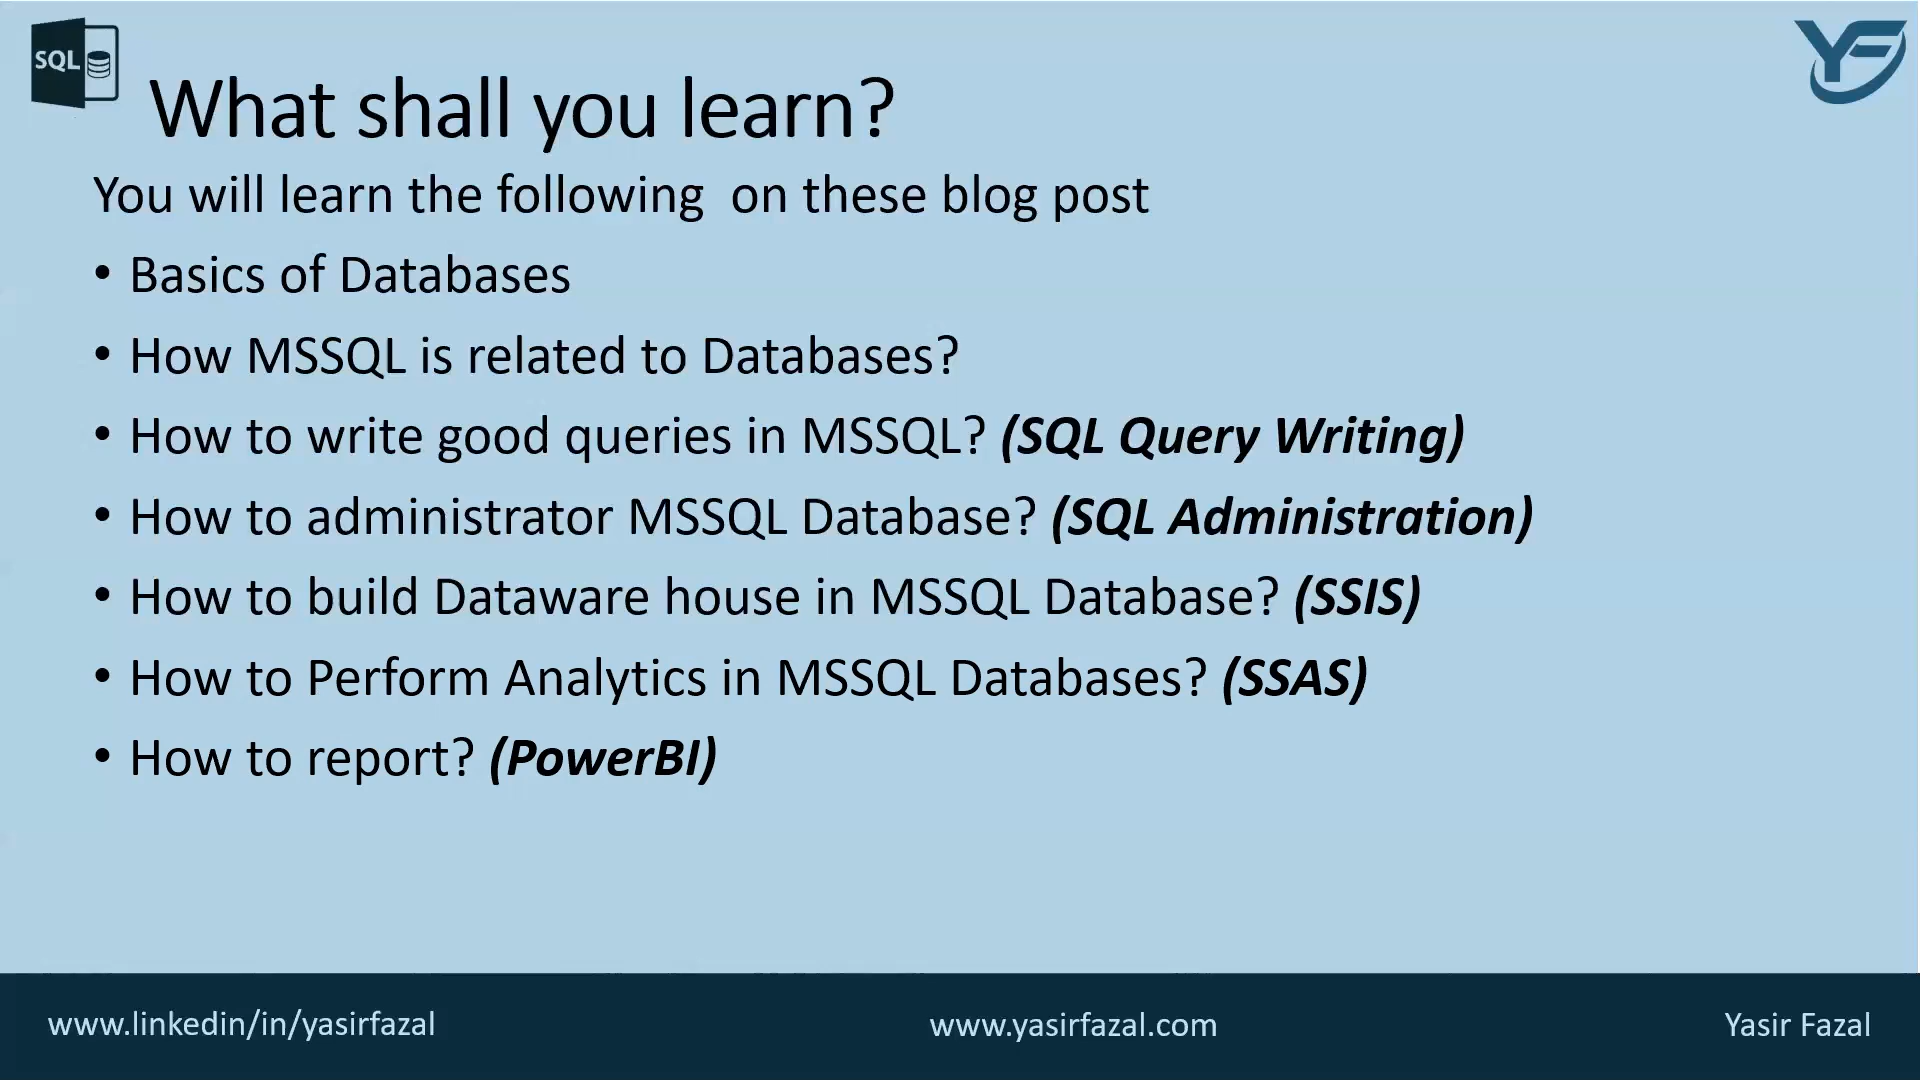 SQL
YF
What shall you learn?
You will learn the following  on these blog post
• Basics of Databases
• How MSSQL is related to Databases?
• How to write good queries in MSSQL? (SQL Query Writing)
• How to administrator MSSQL Database? (SQL Administration)
• How to build Dataware house in MSSQL Database? (SSIS)
• How to Perform Analytics in MSSQL Databases? (SSAS)
• How to report? (PowerBI)
www.linkedin/in/yasirfazal
www.yasirfazal.com
Yasir Fazal